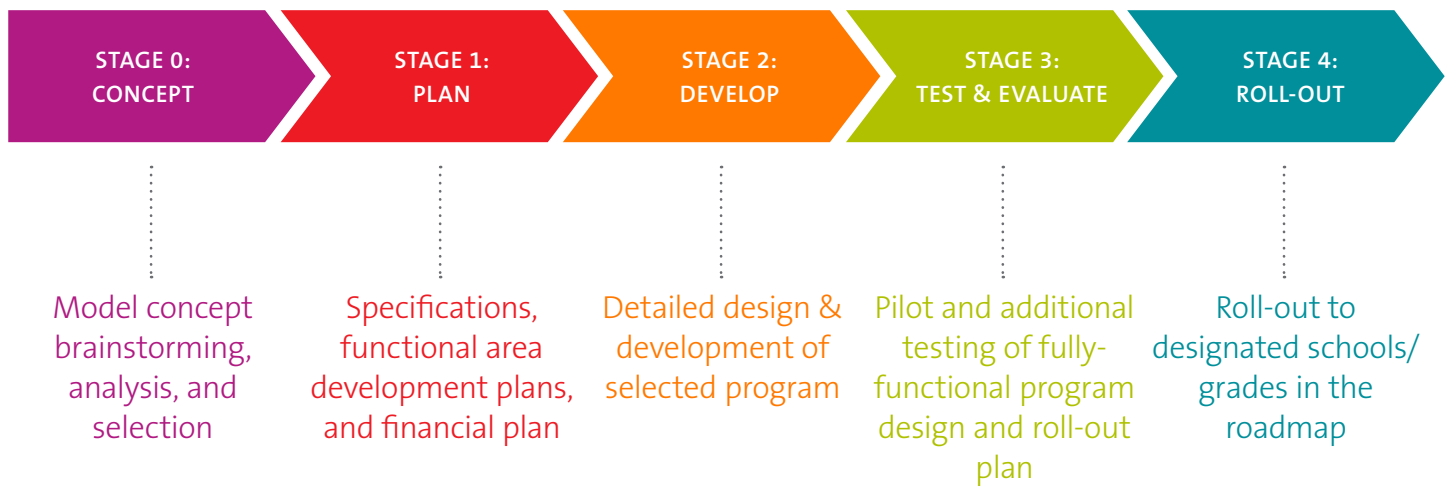 STAGE 0:
CONCEPT
STAGE 1:
PLAN
STAGE 2:
DEVELOP
STAGE 3:
TEST & EVALUATE
STAGE 4:
ROLL-OUT
Model concept
brainstorming,
analysis, and
selection
Specifications,
functional area
development plans,
and financial plan
Detailed design &
development of
selected program
Pilot and additional
testing of fully-
functional program
design and roll-out
plan
Roll-out to
designated schools/
grades in the
roadmap